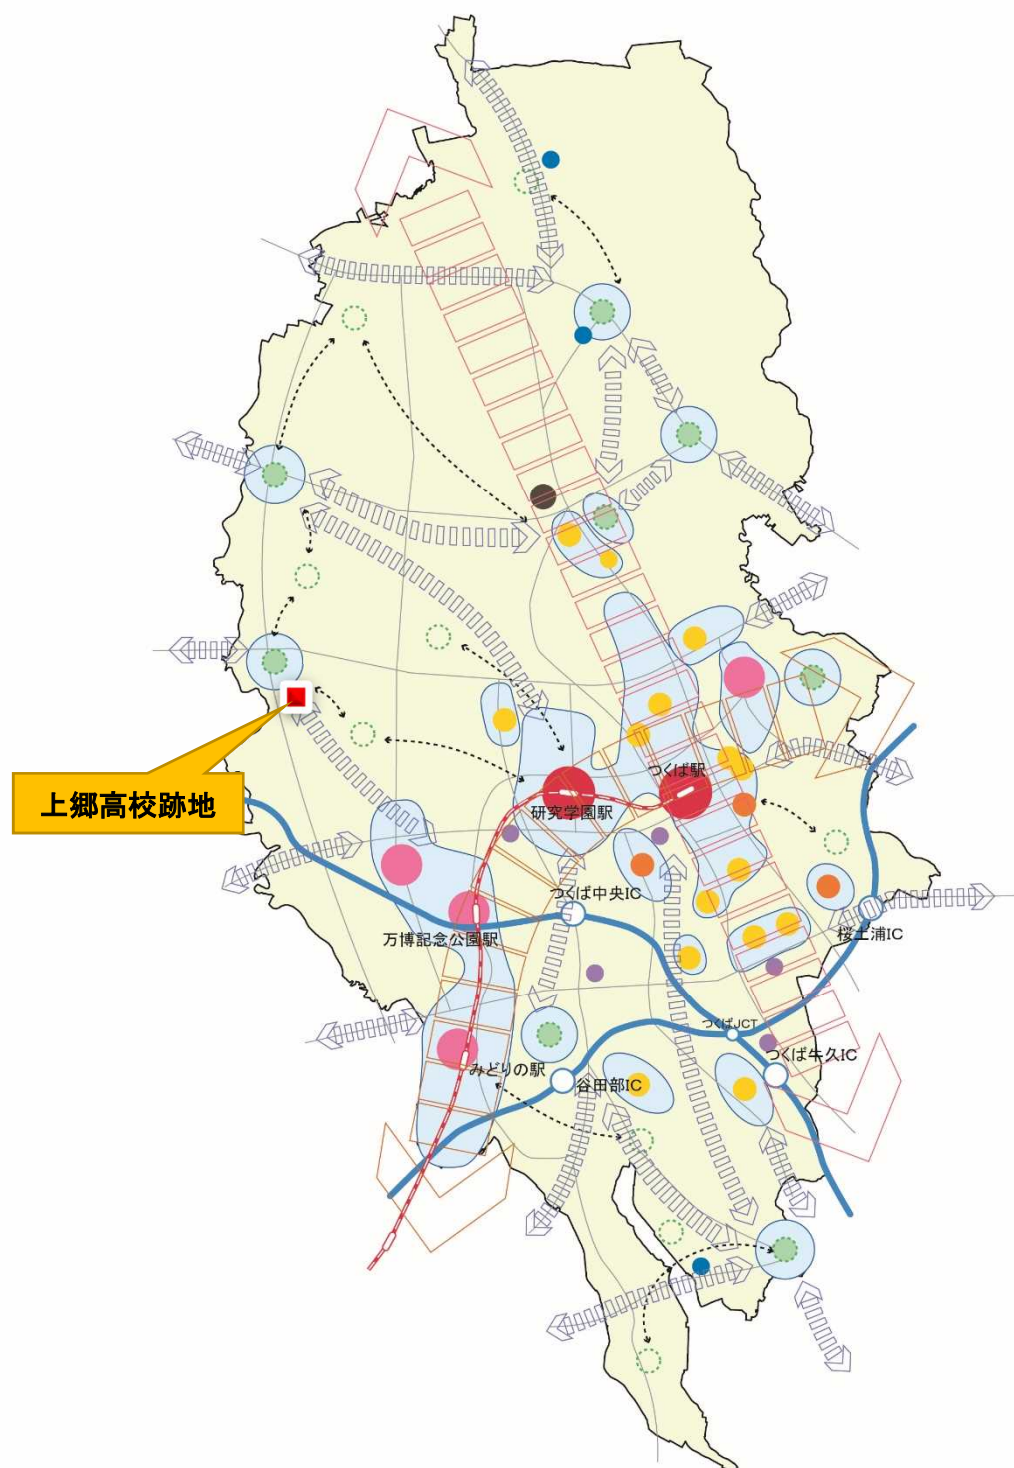 つくば駅
研究学園駅
上郷高校跡地
つくば中央IC
万博記念公園駅
桜土浦IC
つくばJCT
つくば牛久IC
みどりの駅
谷田部IC